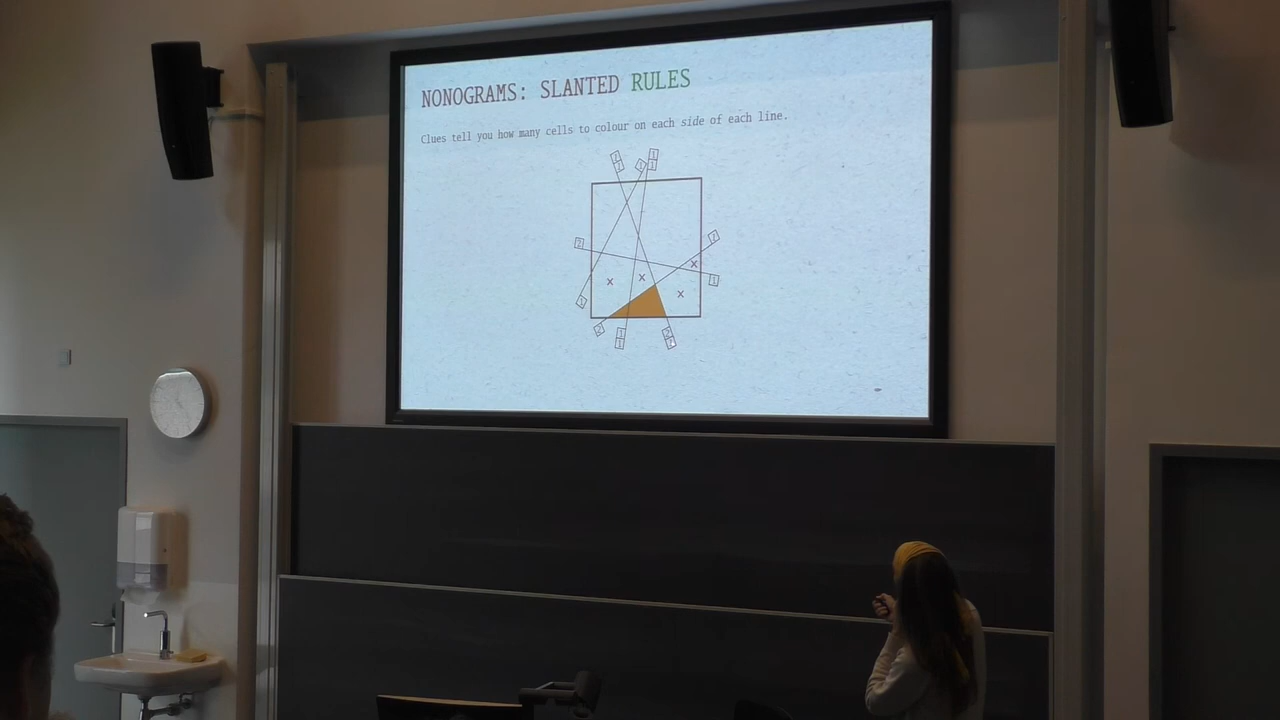 NONOGRAMS: SLANTED RULES
Clues tell you how many cells to colour on each side of each line.
x x x x